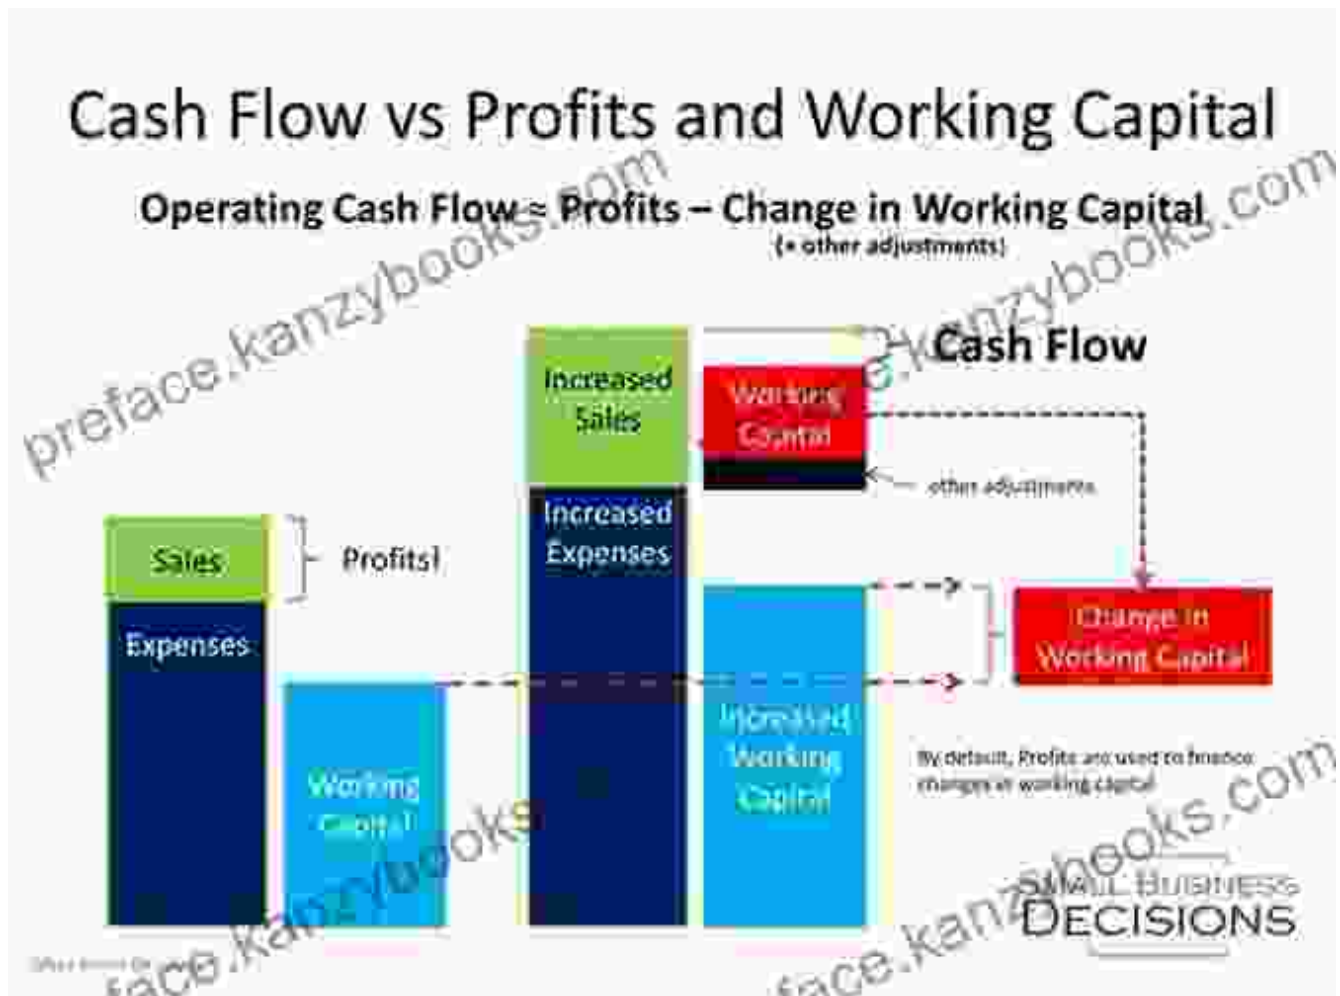 Cash Flow vs Profits and Working Capital
Operating Cash Flow ≈ Profits – Change in Working Capital
(+ other adjustments)
preface.kanzybooks.com
Cash Flow
Increased
Sales
Working
Capital
other adjustments
Increased
Expenses
Sales
Profits!
Expenses
Change in
Working Capital
Increased
Working
Capital
Working
Capital
By default, Profits are used to finance
changes in working capital
SMALL BUSINESS
DECISIONS